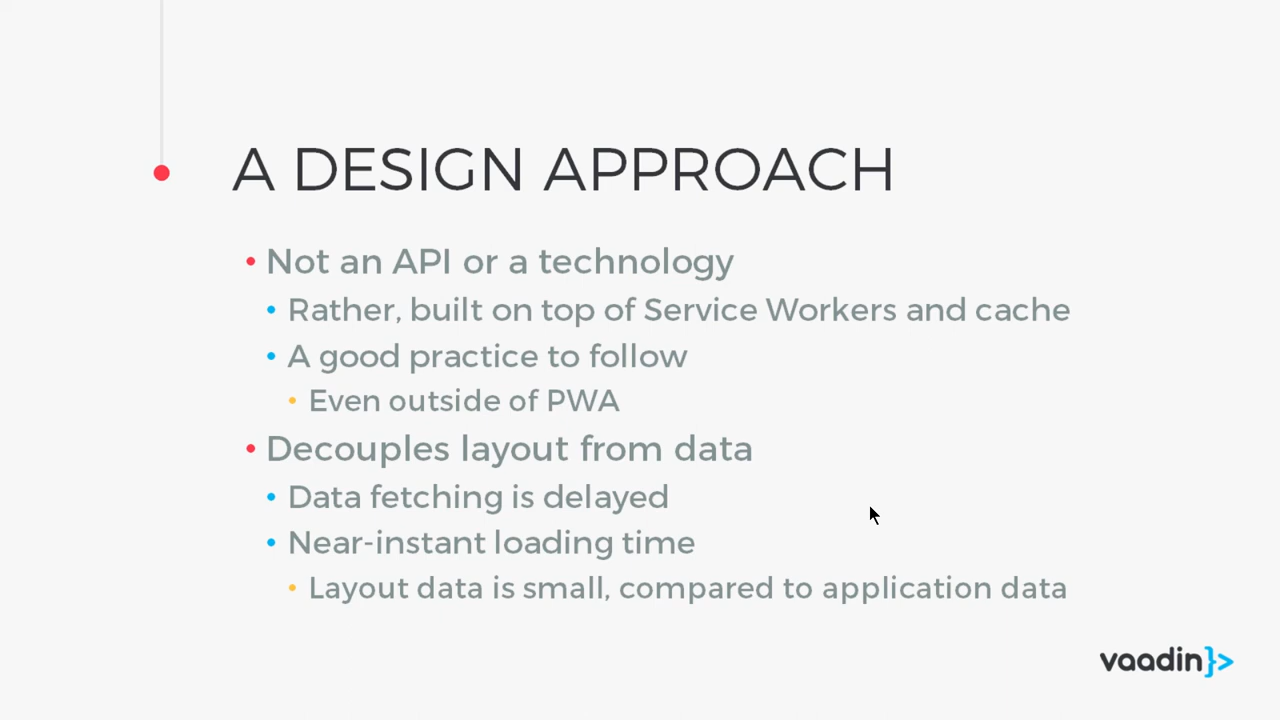 A DESIGN APPROACH
• Not an API or a technology
• Rather, built on top of Service Workers and cache
• A good practice to follow
• Even outside of PWA
• Decouples layout from data
• Data fetching is delayed
• Near-instant loading time
• Layout data is small, compared to application data
vaadin}>